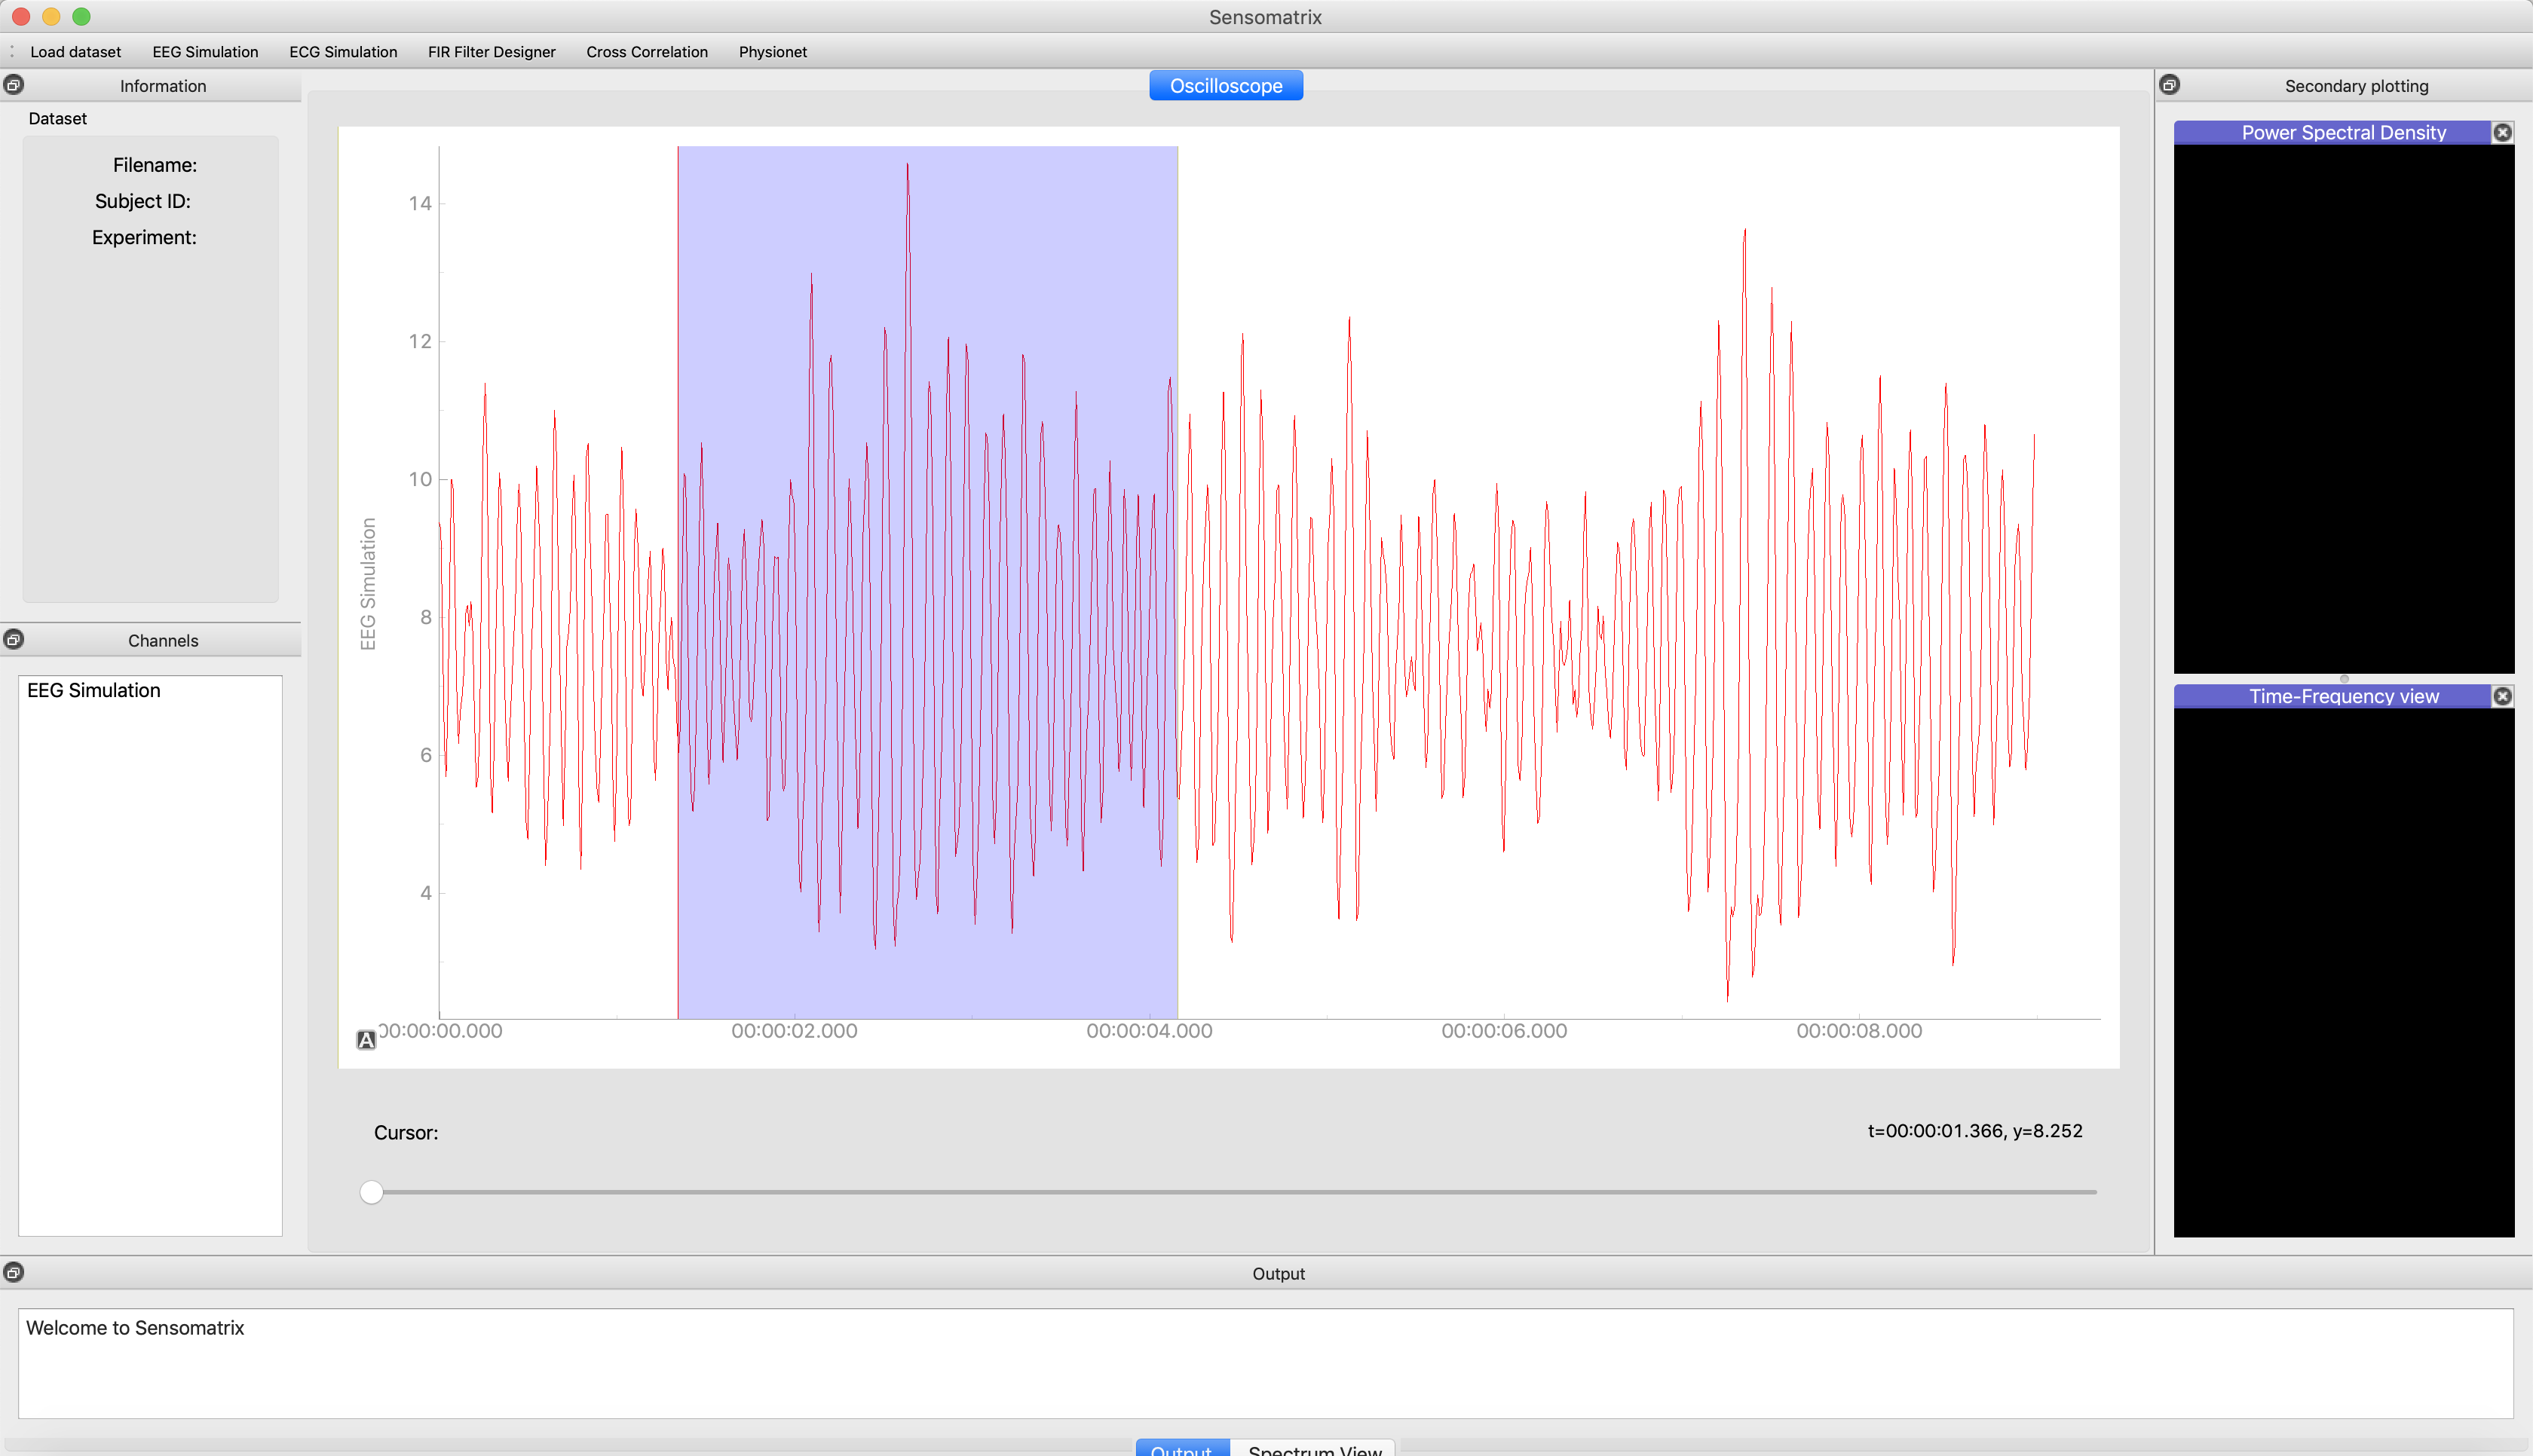 Sensomatrix
Load dataset EEG Simulation ECG Simulation FIR Filter Designer Cross Correlation Physionet
Information
Dataset
Filename:
Subject ID:
Experiment:
Channels
EEG Simulation
Oscilloscope
14
12
10
8
6
4
EEG Simulation
A
00:00:00.000 00:00:02.000 00:00:04.000 00:00:06.000 00:00:08.000
Cursor:
t=00:00:01.366, y=8.252
Secondary plotting
Power Spectral Density
Time-Frequency view
Output
Welcome to Sensomatrix
Output Spectrum View